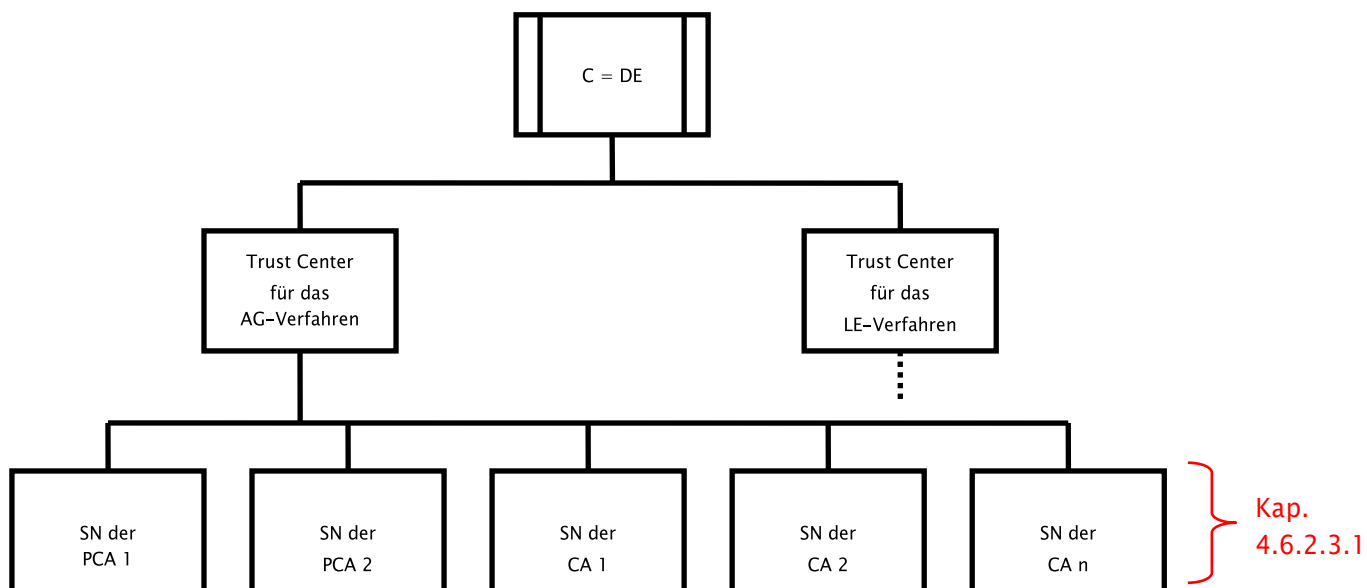 C = DE
Trust Center
für das
AG-Verfahren
Trust Center
für das
LE-Verfahren
SN der
PCA 1
SN der
PCA 2
SN der
CA 1
SN der
CA 2
SN der
CA n
Kap.
4.6.2.3.1